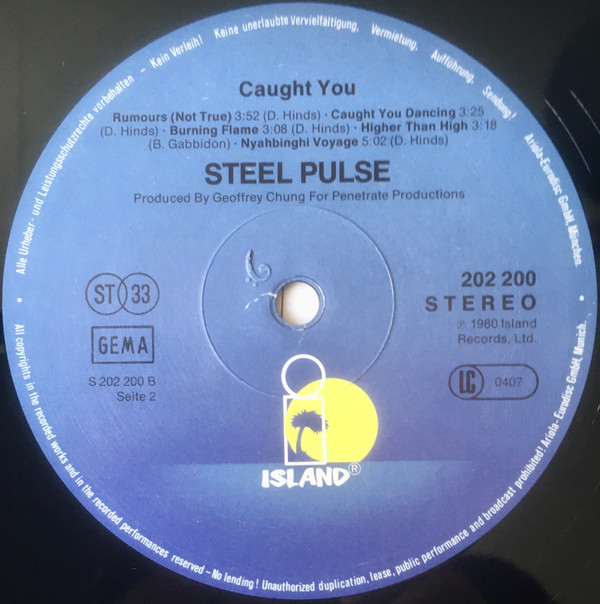 Alle Urheber- und Leistungsschutzrechte vorbehalten – Kein Verleih! Keine unerlaubte Vervielfältigung, Vermietung, Aufführung, Sendung! Ariola-Eurodisc GmbH, München.
Caught You
Rumours (Not True) 3:52 (D. Hinds) · Caught You Dancing 3:25
(D. Hinds) · Burning Flame 3:08 (D. Hinds) · Higher Than High 3:18
(B. Gabbidon) · Nyahbinghi Voyage 5:02 (D. Hinds)
STEEL PULSE
Produced By Geoffrey Chung For Penetrate Productions
ST 33
GEMA
S 202 200 B
Seite 2
202 200
STEREO
℗ 1980 Island
Records, Ltd.
LC 0407
ISLAND®
All copyrights in the recorded works and in the recorded performances reserved – No lending! Unauthorized duplication, lease, public performance and broadcast prohibited! Ariola-Eurodisc GmbH, Munich.